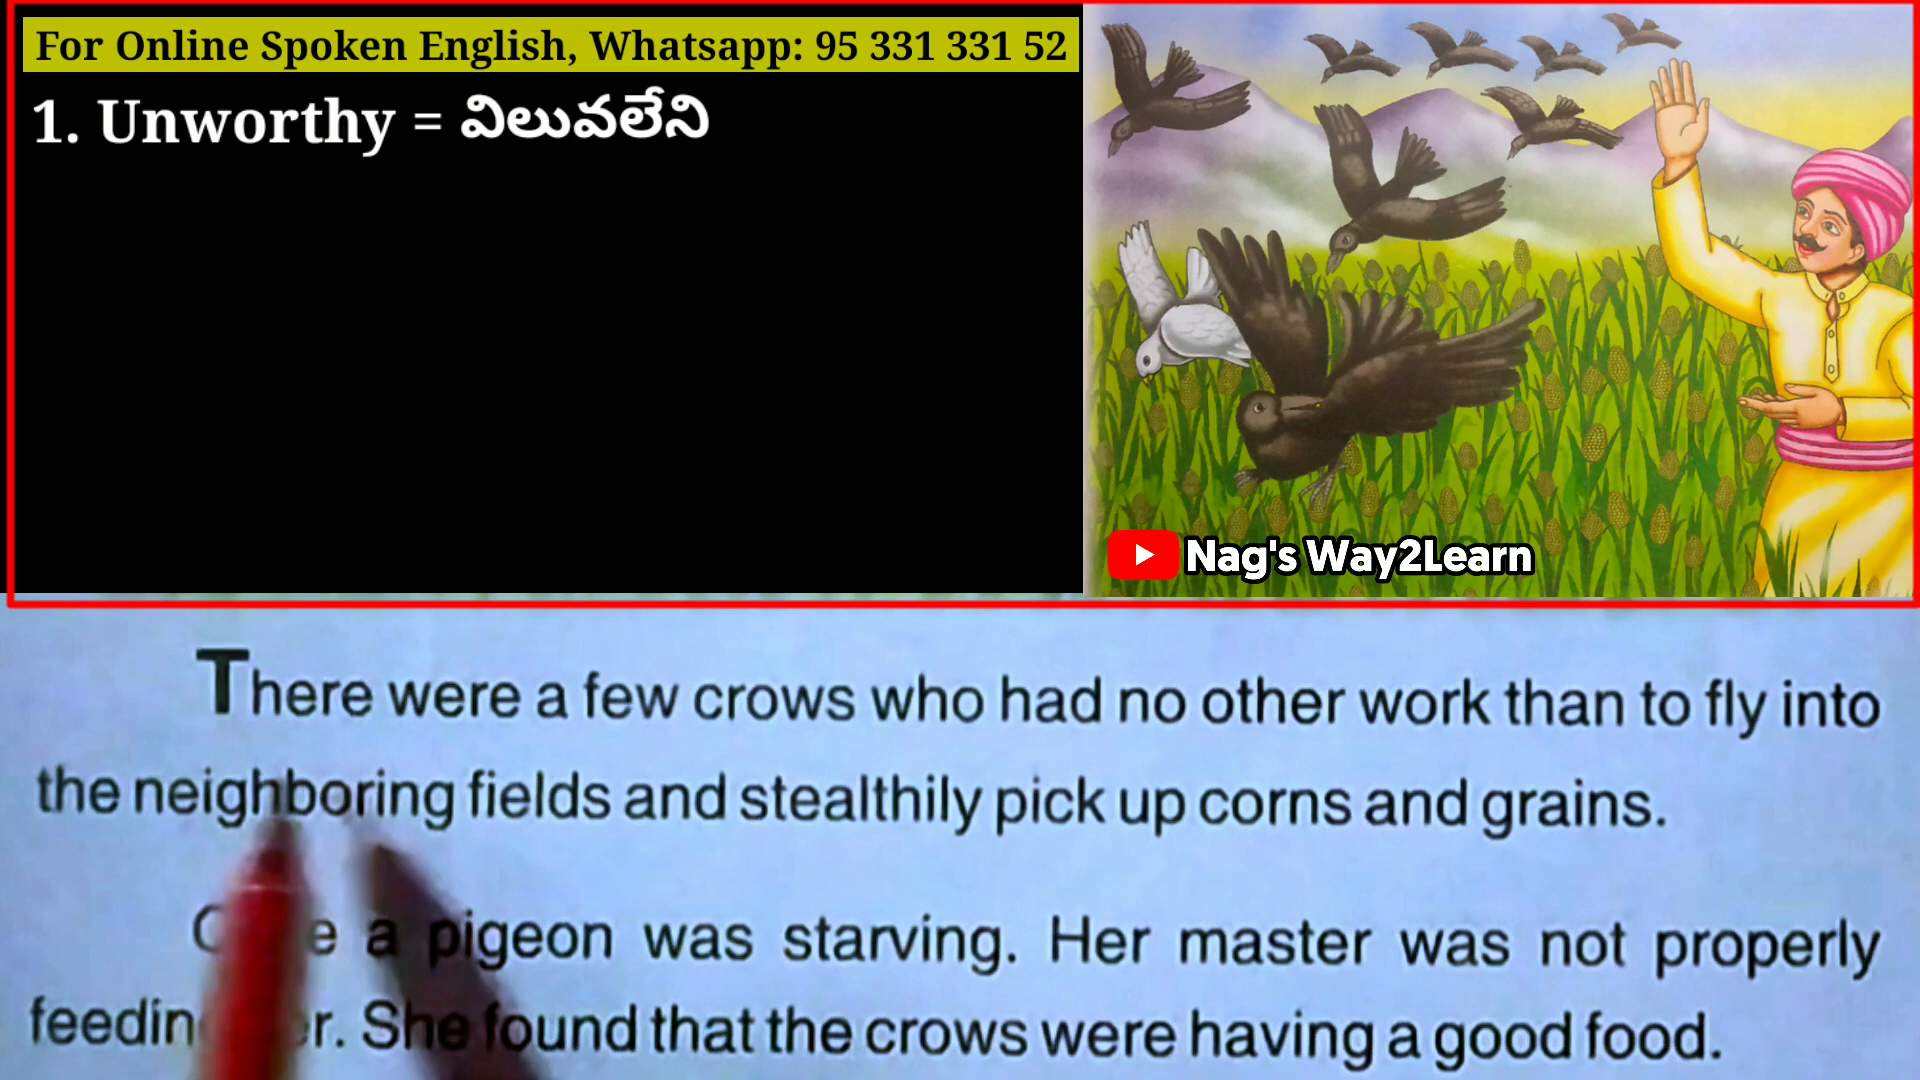 For Online Spoken English, Whatsapp: 95 331 331 52
1. Unworthy = విలువలేని
Nag's Way2Learn
There were a few crows who had no other work than to fly into
the neighboring fields and stealthily pick up corns and grains.
a pigeon was starving. Her master was not properly
She found that the crows were having a good food.